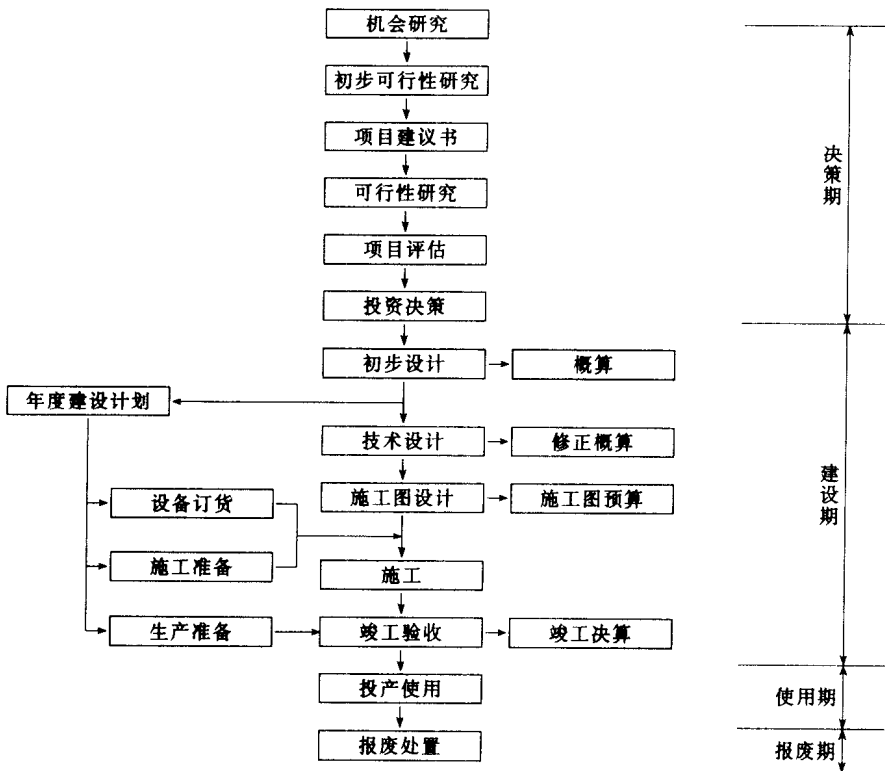 机会研究
初步可行性研究
项目建议书
可行性研究
项目评估
投资决策
决策期
初步设计
概算
年度建设计划
技术设计
修正概算
设备订货
施工图设计
施工图预算
施工准备
施工
生产准备
竣工验收
竣工决算
建设期
投产使用
使用期
报废处置
报废期